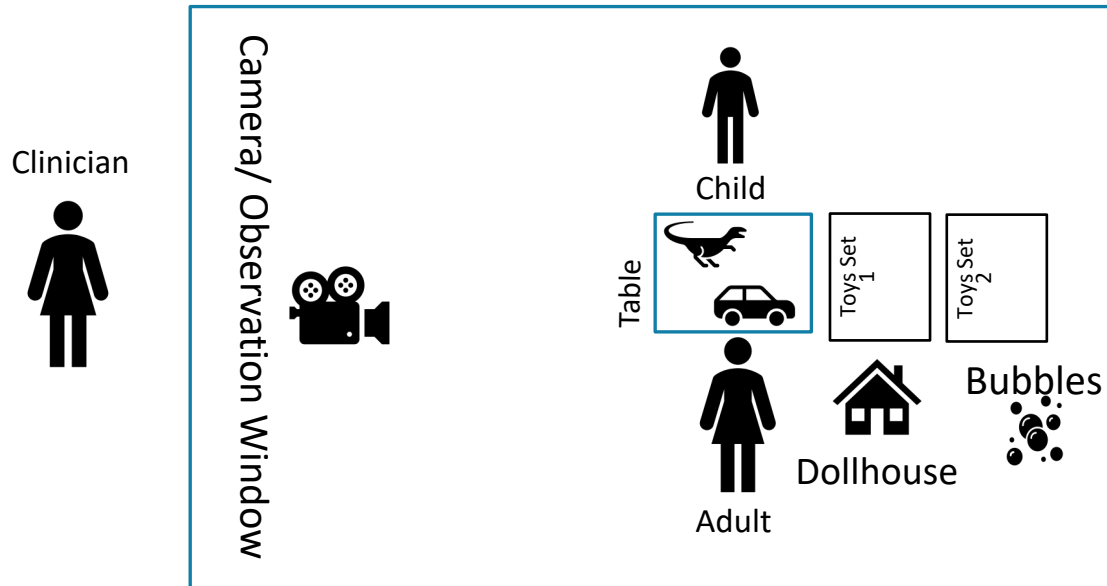 Clinician
Camera/ Observation Window
Child
Table
Toys Set
1
Toys Set
2
Bubbles
Dollhouse
Adult